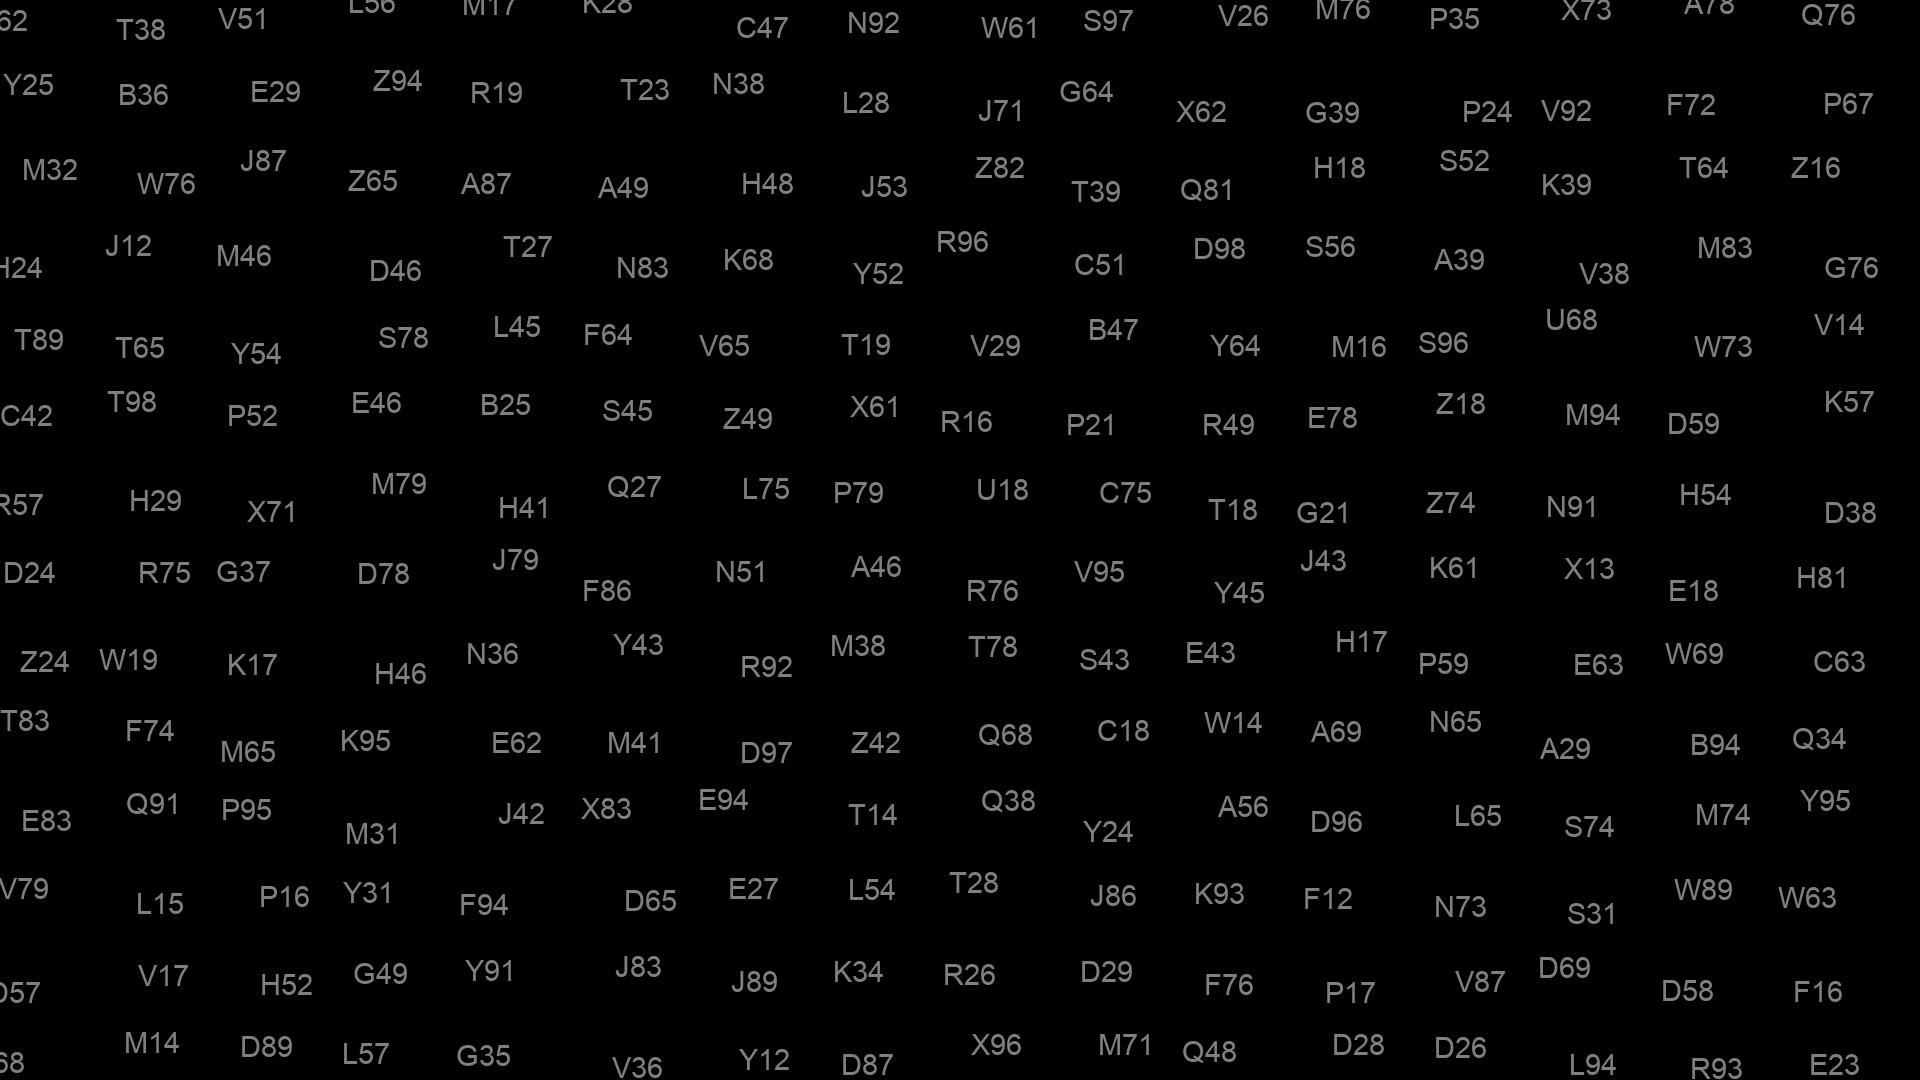 62 T38 V51 L56 M17 K28 C47 N92 W61 S97 V26 M76 P35 X73 A78 Q76
Y25 B36 E29 Z94 R19 T23 N38 L28 J71 G64 X62 G39 P24 V92 F72 P67
M32 W76 J87 Z65 A87 A49 H48 J53 Z82 T39 Q81 H18 S52 K39 T64 Z16
H24 J12 M46 D46 T27 N83 K68 Y52 R96 C51 D98 S56 A39 V38 M83 G76
T89 T65 Y54 S78 L45 F64 V65 T19 V29 B47 Y64 M16 S96 U68 W73 V14
C42 T98 P52 E46 B25 S45 Z49 X61 R16 P21 R49 E78 Z18 M94 D59 K57
R57 H29 X71 M79 H41 Q27 L75 P79 U18 C75 T18 G21 Z74 N91 H54 D38
D24 R75 G37 D78 J79 F86 N51 A46 R76 V95 Y45 J43 K61 X13 E18 H81
Z24 W19 K17 H46 N36 Y43 R92 M38 T78 S43 E43 H17 P59 E63 W69 C63
T83 F74 M65 K95 E62 M41 D97 Z42 Q68 C18 W14 A69 N65 A29 B94 Q34
E83 Q91 P95 M31 J42 X83 E94 T14 Q38 Y24 A56 D96 L65 S74 M74 Y95
V79 L15 P16 Y31 F94 D65 E27 L54 T28 J86 K93 F12 N73 S31 W89 W63
D57 V17 H52 G49 Y91 J83 J89 K34 R26 D29 F76 P17 V87 D69 D58 F16
68 M14 D89 L57 G35 V36 Y12 D87 X96 M71 Q48 D28 D26 L94 R93 E23